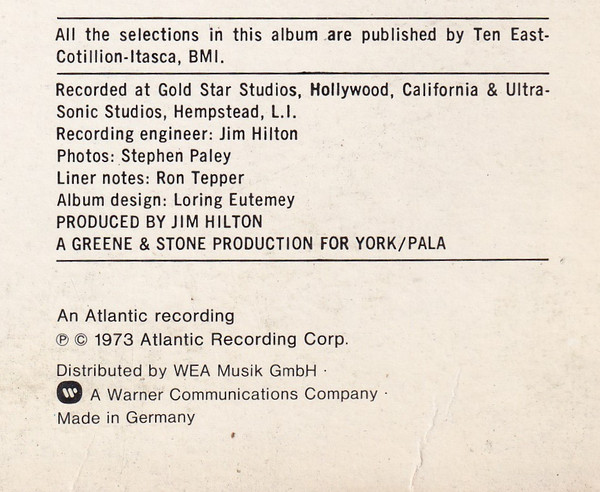 All the selections in this album are published by Ten East-
Cotillion-Itasca, BMI.
Recorded at Gold Star Studios, Hollywood, California & Ultra-
Sonic Studios, Hempstead, L.I.
Recording engineer: Jim Hilton
Photos: Stephen Paley
Liner notes: Ron Tepper
Album design: Loring Eutemey
PRODUCED BY JIM HILTON
A GREENE & STONE PRODUCTION FOR YORK/PALA
An Atlantic recording
℗ © 1973 Atlantic Recording Corp.
Distributed by WEA Musik GmbH ·
A Warner Communications Company ·
Made in Germany